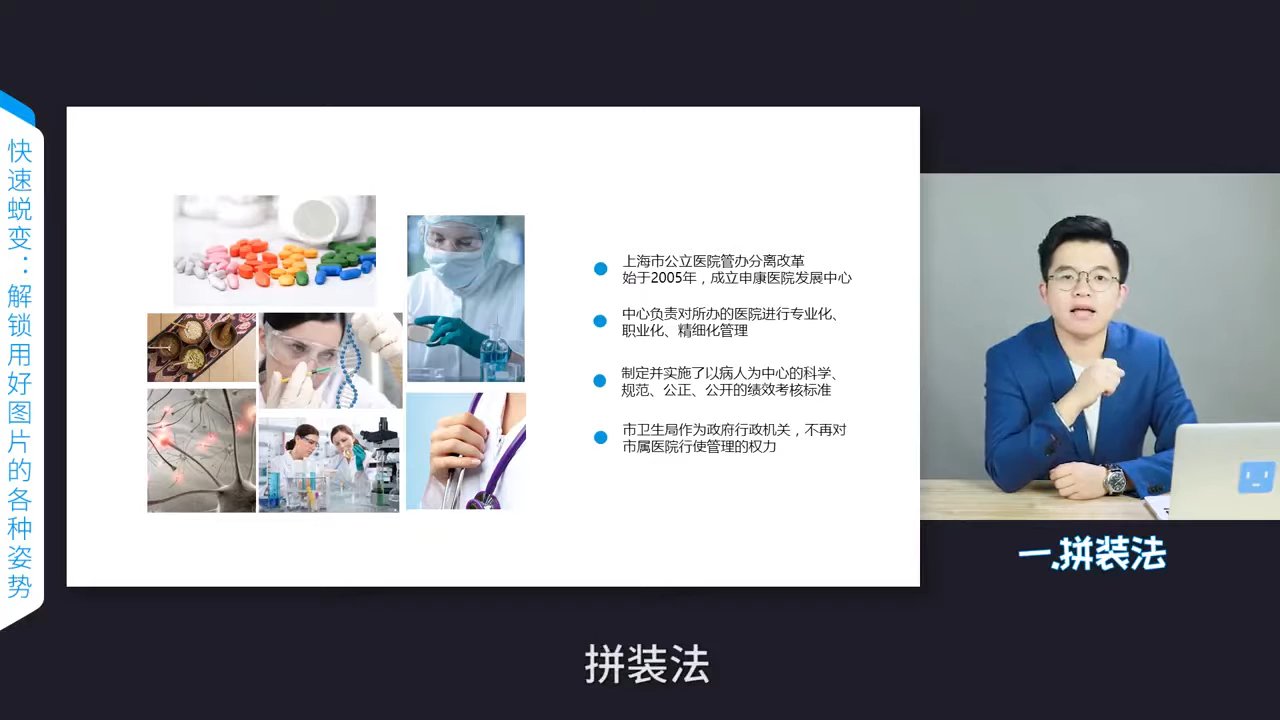 快速蜕变：解锁用好图片的各种姿势
上海市公立医院管办分离改革
始于2005年，成立申康医院发展中心
中心负责对所办的医院进行专业化、
职业化、精细化管理
制定并实施了以病人为中心的科学、
规范、公正、公开的绩效考核标准
市卫生局作为政府行政机关，不再对
市属医院行使管理的权力
一.拼装法
拼装法